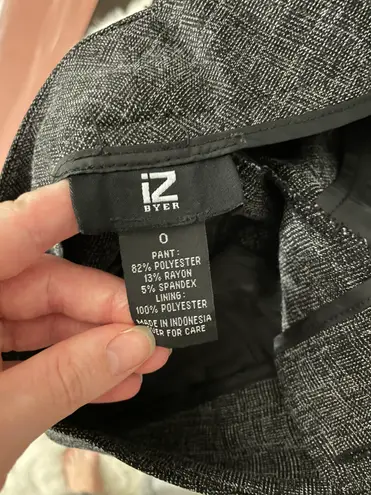 iZ
BYER
0
PANT:
82% POLYESTER
13% RAYON
5% SPANDEX
LINING:
100% POLYESTER
MADE IN INDONESIA
FOR CARE